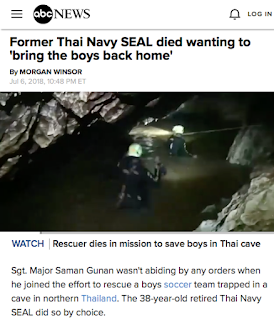 abc NEWS LOG IN
Former Thai Navy SEAL died wanting to
'bring the boys back home'
By MORGAN WINSOR
Jul 6, 2018, 10:48 PM ET
WATCH | Rescuer dies in mission to save boys in Thai cave
Sgt. Major Saman Gunan wasn't abiding by any orders when
he joined the effort to rescue a boys soccer team trapped in a
cave in northern Thailand. The 38-year-old retired Thai Navy
SEAL did so by choice.